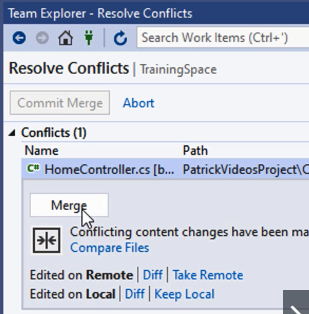 Team Explorer - Resolve Conflicts
Search Work Items (Ctrl+')
Resolve Conflicts | TrainingSpace
Commit Merge Abort
Conflicts (1)
Name Path
C# HomeController.cs [b... PatrickVideosProject\C
Merge
Conflicting content changes have been ma
Compare Files
Edited on Remote | Diff | Take Remote
Edited on Local | Diff | Keep Local